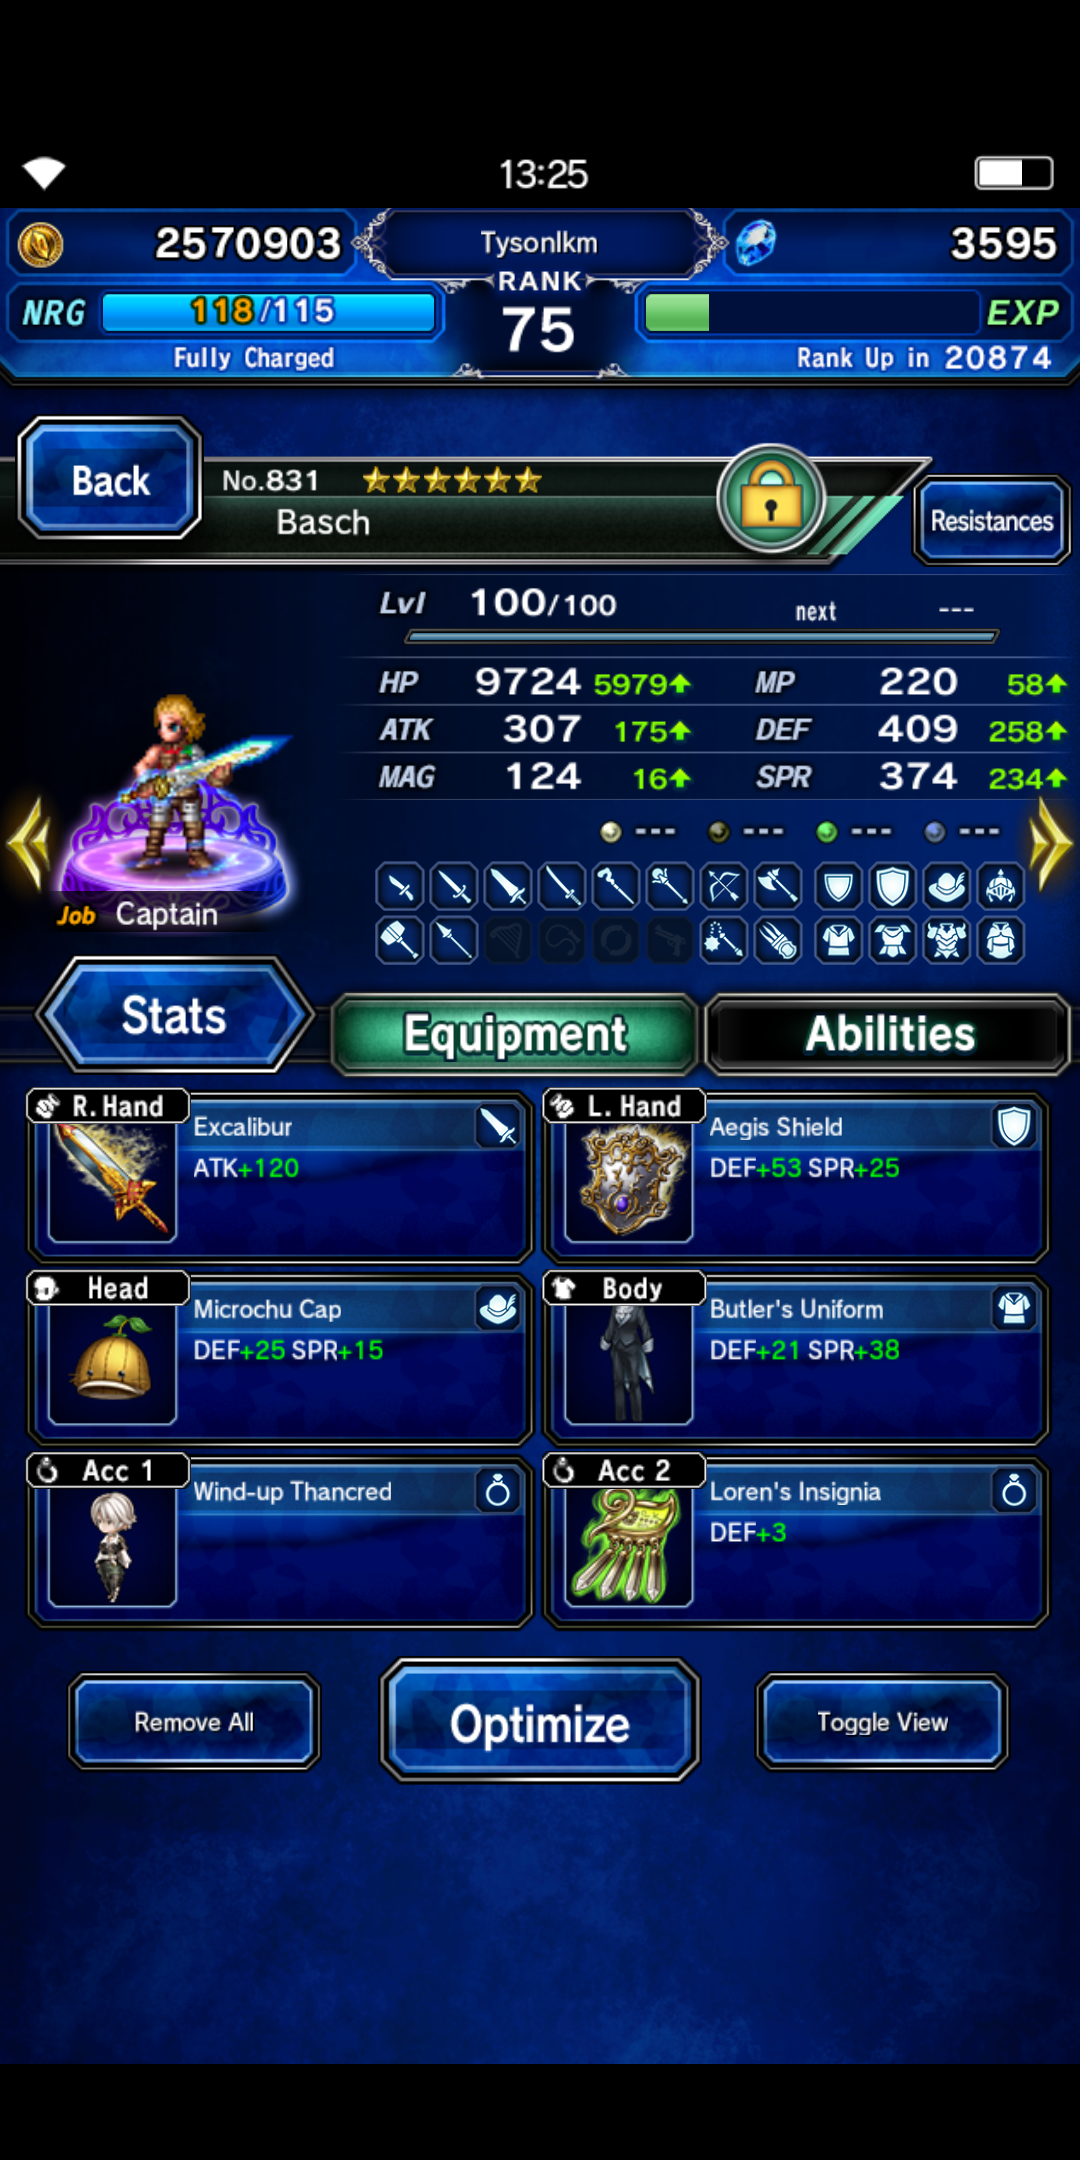 13:25
2570903
Tysonlkm
3595
RANK
75
NRG 118/115
EXP
Fully Charged
Rank Up in 20874
Back
No.831
Basch
Resistances
Lvl 100/100 next ---
HP 9724 5979 MP 220 58
ATK 307 175 DEF 409 258
MAG 124 16 SPR 374 234
--- --- --- ---
Job Captain
Stats
Equipment
Abilities
R. Hand
Excalibur
ATK+120
L. Hand
Aegis Shield
DEF+53 SPR+25
Head
Microchu Cap
DEF+25 SPR+15
Body
Butler's Uniform
DEF+21 SPR+38
Acc 1
Wind-up Thancred
Acc 2
Loren's Insignia
DEF+3
Remove All
Optimize
Toggle View